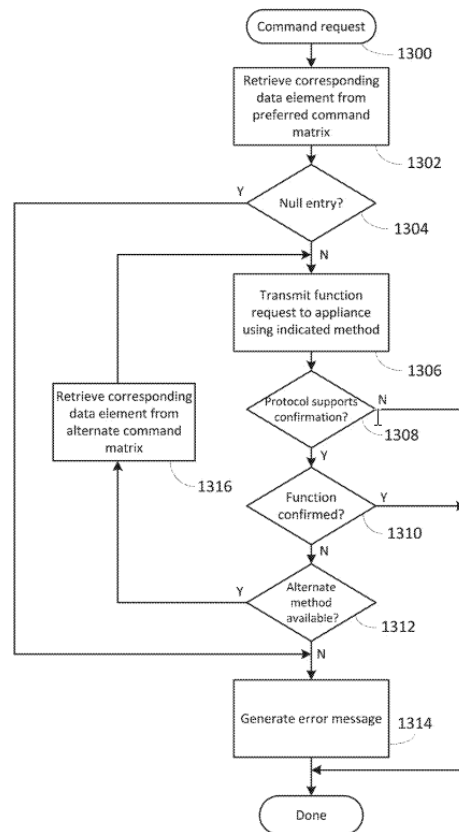 Command request
1300
Retrieve corresponding
data element from
preferred command
matrix
1302
Y
Null entry?
1304
N
Transmit function
request to appliance
using indicated method
1306
Retrieve corresponding
data element from
alternate command
matrix
1316
Protocol supports
confirmation?
N
1308
Y
Function
confirmed?
Y
1310
N
Y
Alternate
method
available?
1312
N
Generate error message
1314
Done